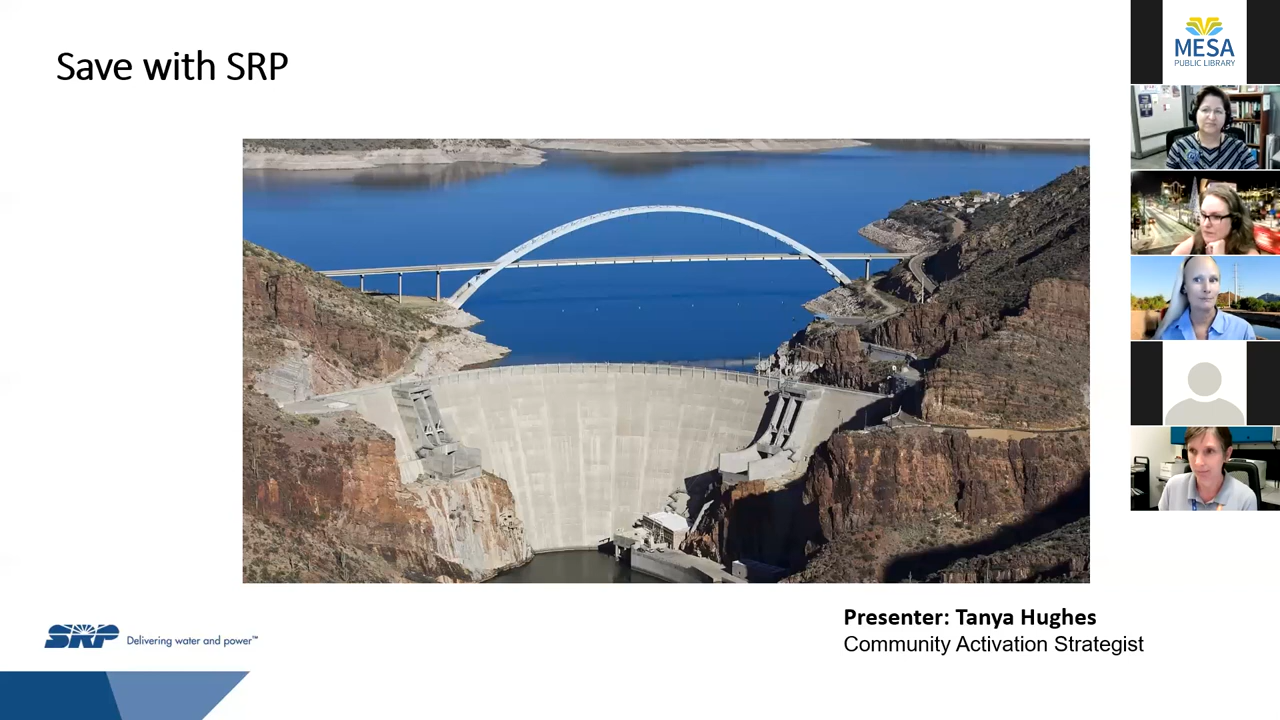 Save with SRP
MESA
PUBLIC LIBRARY
Presenter: Tanya Hughes
Community Activation Strategist
SRP Delivering water and power™